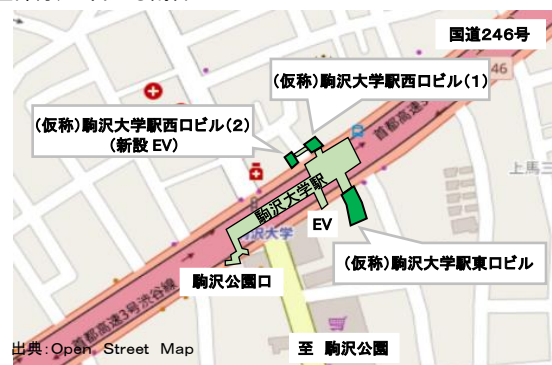 国道246号
46
(仮称)駒沢大学駅西口ビル(1)
(仮称)駒沢大学駅西口ビル(2)
(新設 EV)
首都高速3
上馬三
駒沢大学駅
EV
駒沢大学
(仮称)駒沢大学駅東口ビル
駒沢公園口
首都高速3号渋谷線
出典:Open Street Map
至 駒沢公園